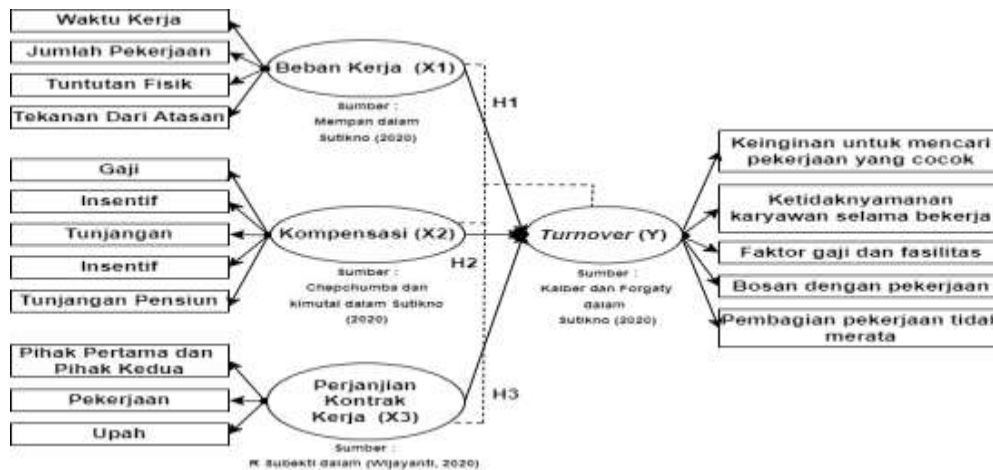 Waktu Kerja
Jumlah Pekerjaan
Tuntutan Fisik
Tekanan Dari Atasan
Beban Kerja (X1)
Sumber :
Mempan dalam
Sutikno (2020)
H1
Gaji
Insentif
Tunjangan
Insentif
Tunjangan Pensiun
Kompensasi (X2)
Sumber :
Chepchumba dan
kimutai dalam Sutikno
(2020)
H2
Pihak Pertama dan
Pihak Kedua
Pekerjaan
Upah
Perjanjian
Kontrak
Kerja (X3)
Sumber :
R Subekti dalam (Wijayanti, 2020)
H3
Turnover (Y)
Sumber :
Kalber dan Forgaty
dalam
Sutikno (2020)
Keinginan untuk mencari
pekerjaan yang cocok
Ketidaknyamanan
karyawan selama bekerja
Faktor gaji dan fasilitas
Bosan dengan pekerjaan
Pembagian pekerjaan tidak
merata